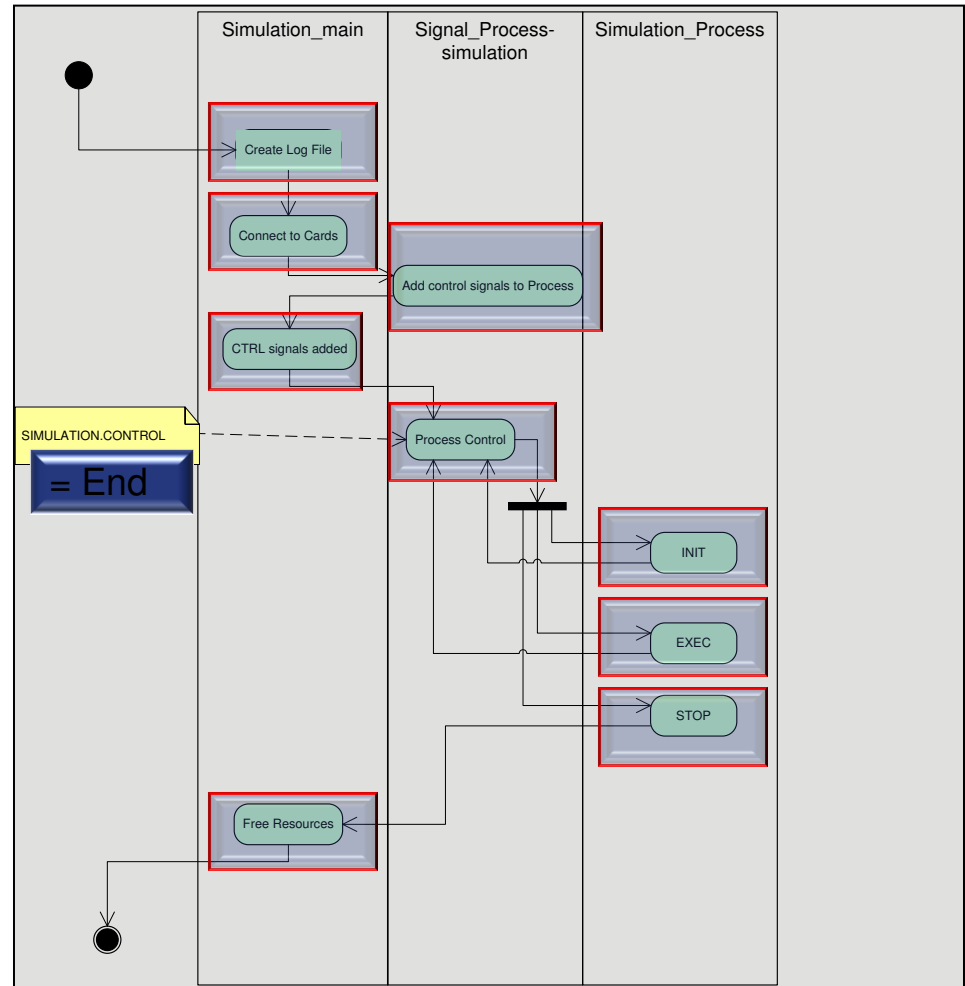 Simulation_main
Signal_Process-
simulation
Simulation_Process
Create Log File
Connect to Cards
Add control signals to Process
CTRL signals added
SIMULATION.CONTROL
= End
Process Control
INIT
EXEC
STOP
Free Resources